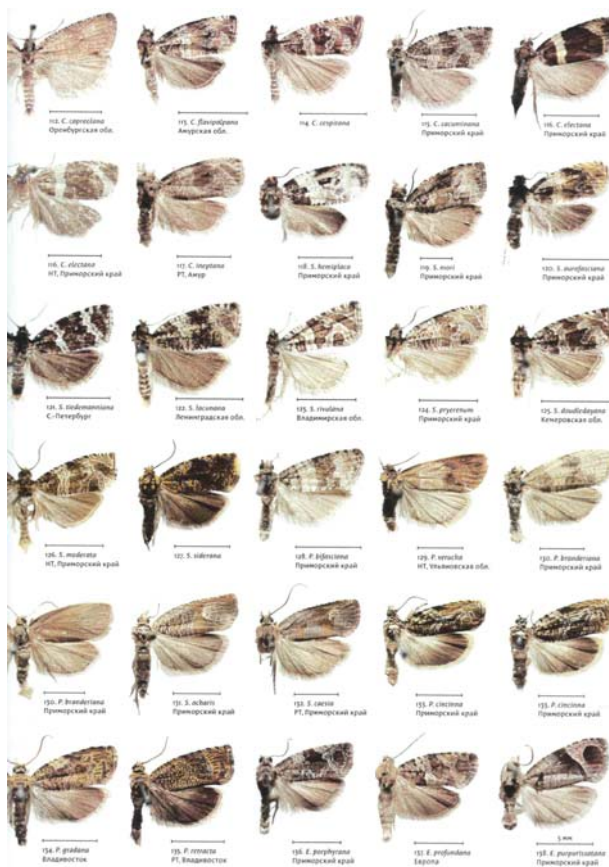 112. C. capreolana
Оренбургская обл.
113. C. flavipalpana
Амурская обл.
114. C. cespitana
115. C. cacuminana
Приморский край
116. C. electana
Приморский край
116. C. electana
НТ, Приморский край
117. C. ineptana
РТ, Амур
118. S. hemiplaca
Приморский край
119. S. mori
Приморский край
120. S. aurofasciana
Приморский край
121. S. tiedemanniana
С.-Петербург
122. S. lacunana
Ленинградская обл.
123. S. rivulana
Владимирская обл.
124. S. pryerenum
Приморский край
125. S. doubledayana
Кемеровская обл.
126. S. moderata
НТ, Приморский край
127. S. siderana
128. P. bifasciana
Приморский край
129. P. verucha
НТ, Ульяновская обл.
130. P. branderiana
Приморский край
130. P. branderiana
Приморский край
131. S. acharis
Приморский край
132. S. caesia
РТ, Приморский край
133. P. cincinna
Приморский край
133. P. cincinna
Приморский край
134. P. gradana
Владивосток
135. P. retracta
РТ, Владивосток
136. E. porphyrana
Приморский край
137. E. profundana
Европа
5 мм
138. E. purpurissatana
Приморский край